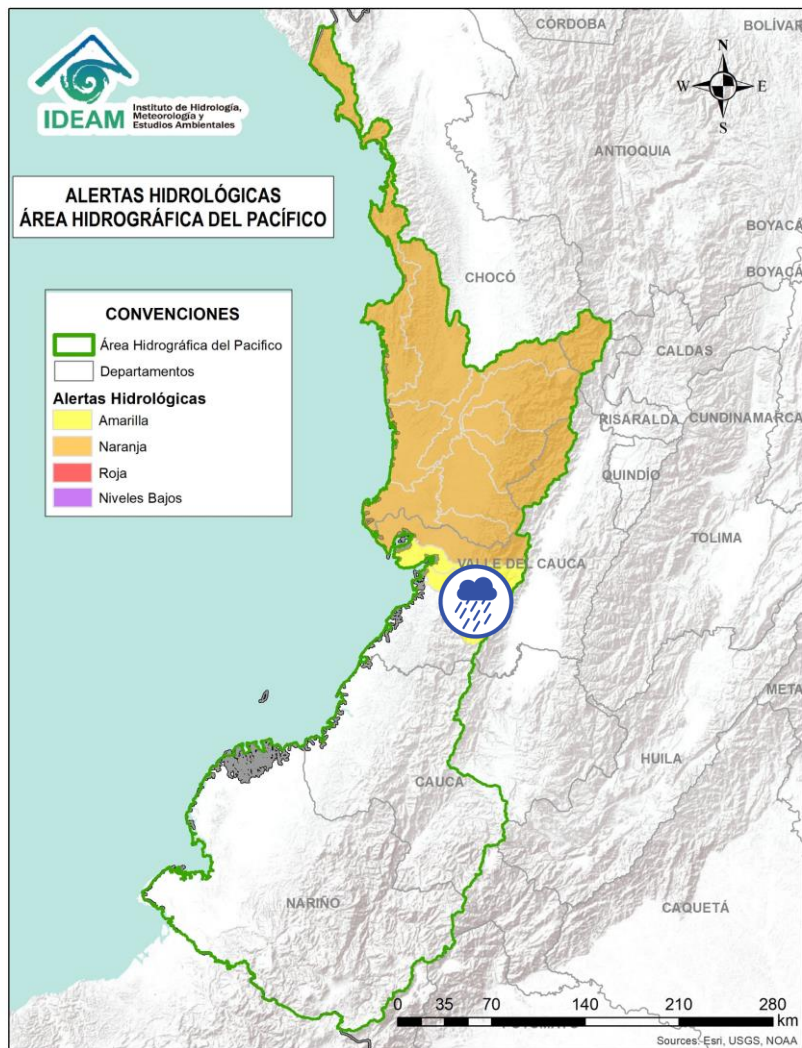 IDEAM
Instituto de Hidrología,
Meteorología y
Estudios Ambientales
ALERTAS HIDROLÓGICAS
ÁREA HIDROGRÁFICA DEL PACÍFICO
CONVENCIONES
Área Hidrográfica del Pacifico
Departamentos
Alertas Hidrológicas
Amarilla
Naranja
Roja
Niveles Bajos
N
W
E
S
CÓRDOBA
BOLÍVAR
ANTIOQUIA
BOYACÁ
BOYACÁ
CHOCÓ
CALDAS
RISARALDA
CUNDINAMARCA
QUINDÍO
TOLIMA
VALLE DEL CAUCA
META
HUILA
CAUCA
NARIÑO
CAQUETÁ
0 35 70 140 210 280
km
Sources: Esri, USGS, NOAA